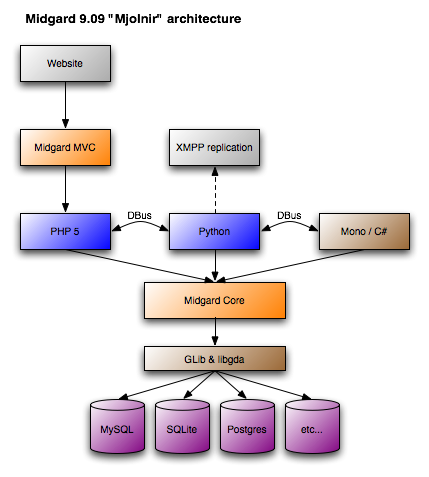 Midgard 9.09 "Mjolnir" architecture
Website
Midgard MVC
XMPP replication
DBus
DBus
PHP 5
Python
Mono / C#
Midgard Core
GLib & libgda
MySQL
SQLite
Postgres
etc...